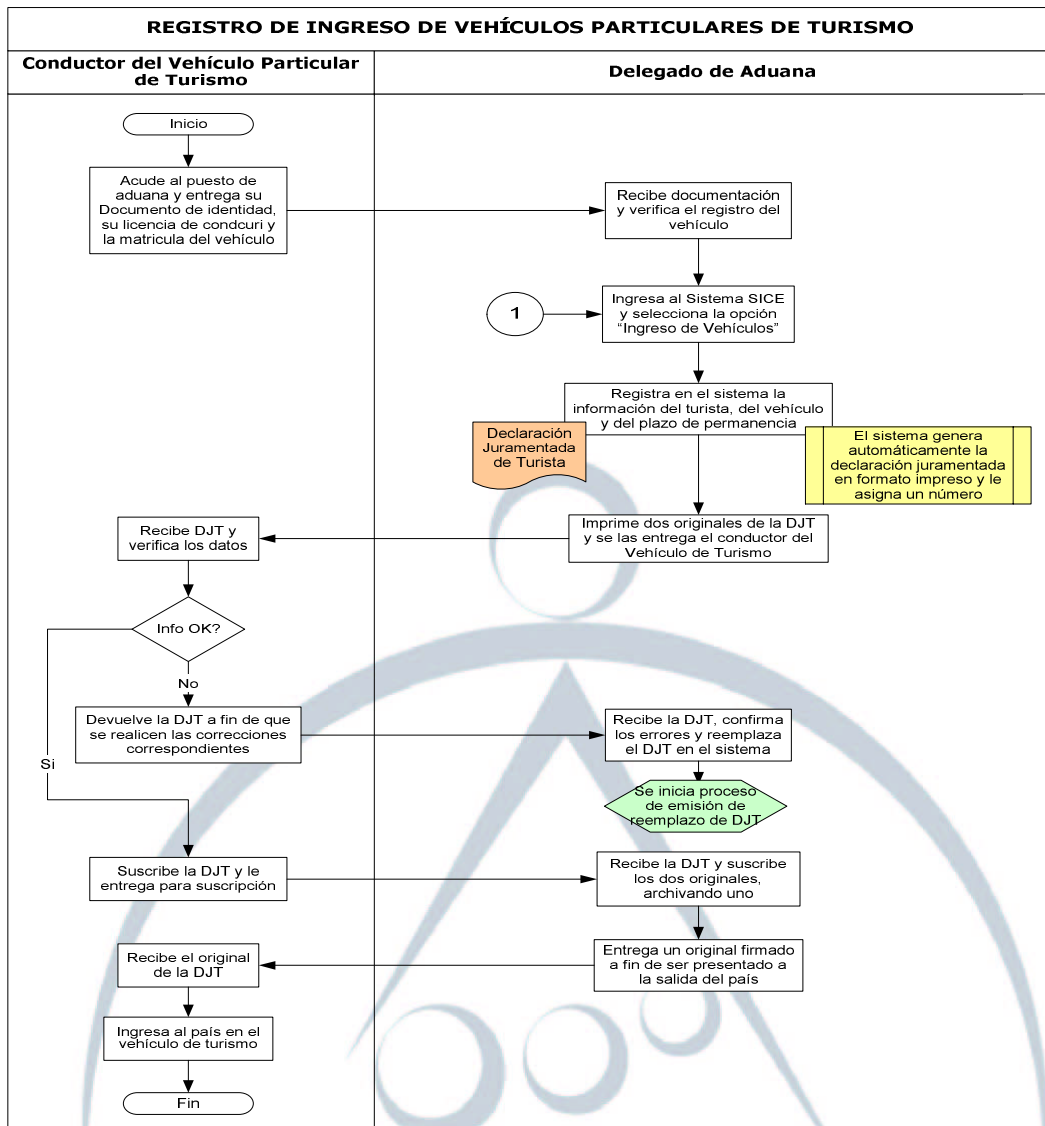 REGISTRO DE INGRESO DE VEHÍCULOS PARTICULARES DE TURISMO
Conductor del Vehículo Particular
de Turismo
Delegado de Aduana
Inicio
Acude al puesto de
aduana y entrega su
Documento de identidad,
su licencia de condcuri y
la matricula del vehículo
Recibe documentación
y verifica el registro del
vehículo
1
Ingresa al Sistema SICE
y selecciona la opción
“Ingreso de Vehículos”
Registra en el sistema la
información del turista, del vehículo
y del plazo de permanencia
Declaración
Juramentada
de Turista
El sistema genera
automáticamente la
declaración juramentada
en formato impreso y le
asigna un número
Imprime dos originales de la DJT
y se las entrega el conductor del
Vehículo de Turismo
Recibe DJT y
verifica los datos
Info OK?
No
Si
Devuelve la DJT a fin de que
se realicen las correcciones
correspondientes
Recibe la DJT, confirma
los errores y reemplaza
el DJT en el sistema
Se inicia proceso
de emisión de
reemplazo de DJT
Suscribe la DJT y le
entrega para suscripción
Recibe la DJT y suscribe
los dos originales,
archivando uno
Entrega un original firmado
a fin de ser presentado a
la salida del país
Recibe el original
de la DJT
Ingresa al país en el
vehículo de turismo
Fin